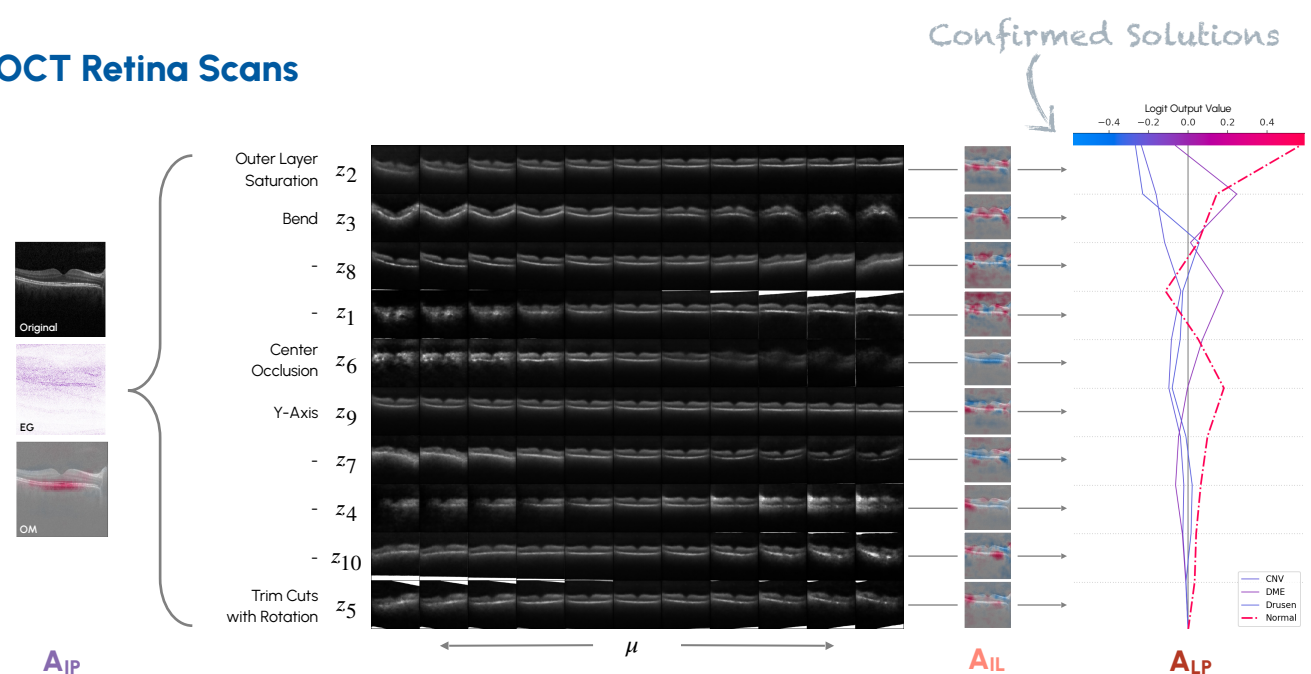 Confirmed Solutions
OCT Retina Scans
Logit Output Value
−0.4 −0.2 0.0 0.2 0.4
Outer Layer
Saturation z2
Bend z3
- z8
- z1
Center
Occlusion z6
Y-Axis z9
- z7
- z4
- z10
Trim Cuts
with Rotation z5
Original
EG
OM
CNV
DME
Drusen
Normal
μ
AIP
AIL
ALP